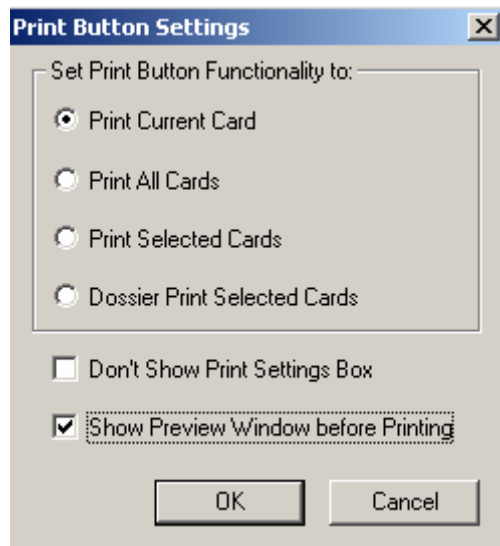 Print Button Settings
Set Print Button Functionality to:
Print Current Card
Print All Cards
Print Selected Cards
Dossier Print Selected Cards
Don't Show Print Settings Box
Show Preview Window before Printing
OK Cancel